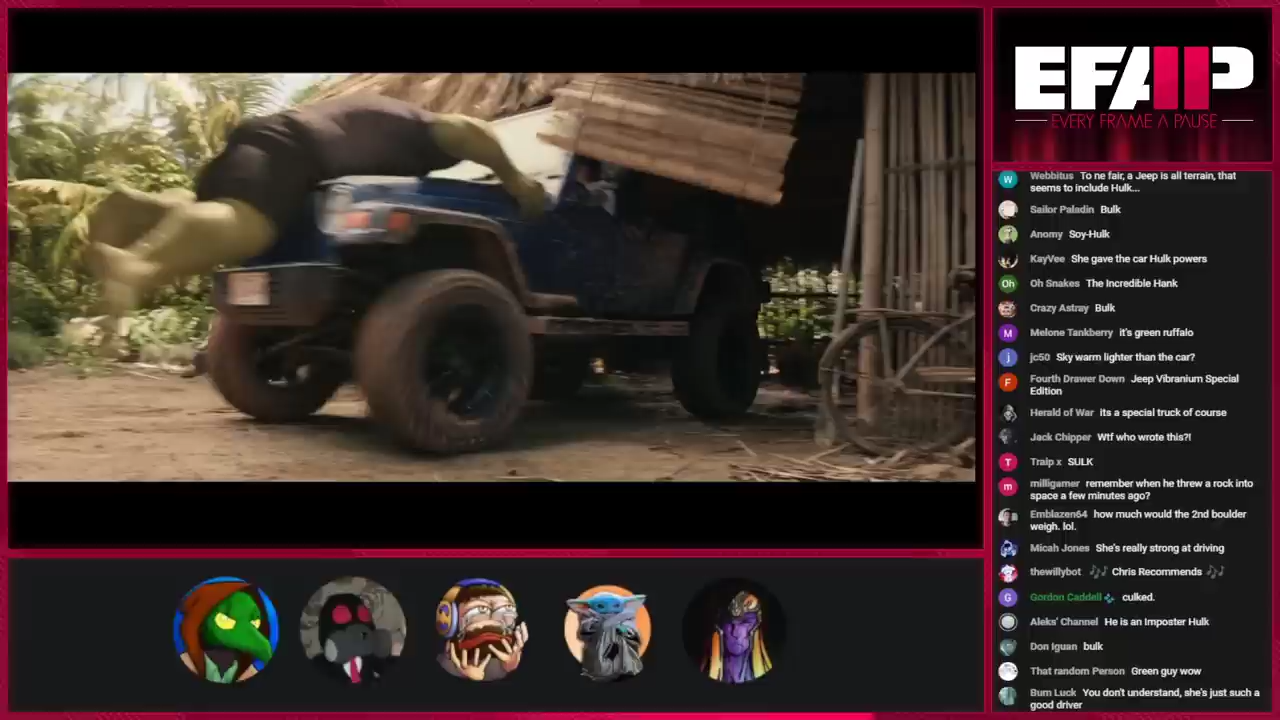 EFAP
EVERY FRAME A PAUSE
W Webbitus To ne fair, a Jeep is all terrain, that
seems to include Hulk...
Sailor Paladin Bulk
Anomy Soy-Hulk
KayVee She gave the car Hulk powers
Oh Oh Snakes The Incredible Hank
Crazy Astray Bulk
M Melone Tankberry it's green ruffalo
j jc50 Sky warm lighter than the car?
F Fourth Drawer Down Jeep Vibranium Special
Edition
Herald of War its a special truck of course
Jack Chipper Wtf who wrote this?!
T Traip x SULK
m milligamer remember when he threw a rock into
space a few minutes ago?
Emblazen64 how much would the 2nd boulder
weigh. lol.
Micah Jones She's really strong at driving
thewillybot 🎶 Chris Recommends 🎶
G Gordon Caddell culked.
Aleks' Channel He is an Imposter Hulk
Don Iguan bulk
That random Person Green guy wow
Bum Luck You don't understand, she's just such a
good driver